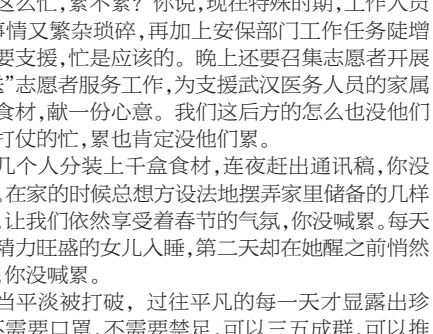 这么忙，累不累？你说，现在特殊时期，工作人员
事情又繁杂琐碎，再加上安保部门工作任务陡增
要支援，忙是应该的。晚上还要召集志愿者开展
送”志愿者服务工作，为支援武汉医务人员的家属
食材，献一份心意。我们这后方的怎么也没他们
打仗的忙，累也肯定没他们累。
几个人分装上千盒食材，连夜赶出通讯稿，你没
。在家的时候总想方设法地摆弄家里储备的几样
，让我们依然享受着春节的气氛，你没喊累。每天
精力旺盛的女儿入睡，第二天却在她醒之前悄然
，你没喊累。
当平淡被打破，过往平凡的每一天才显露出珍
不需要口罩，不需要禁足，可以三五成群，可以推